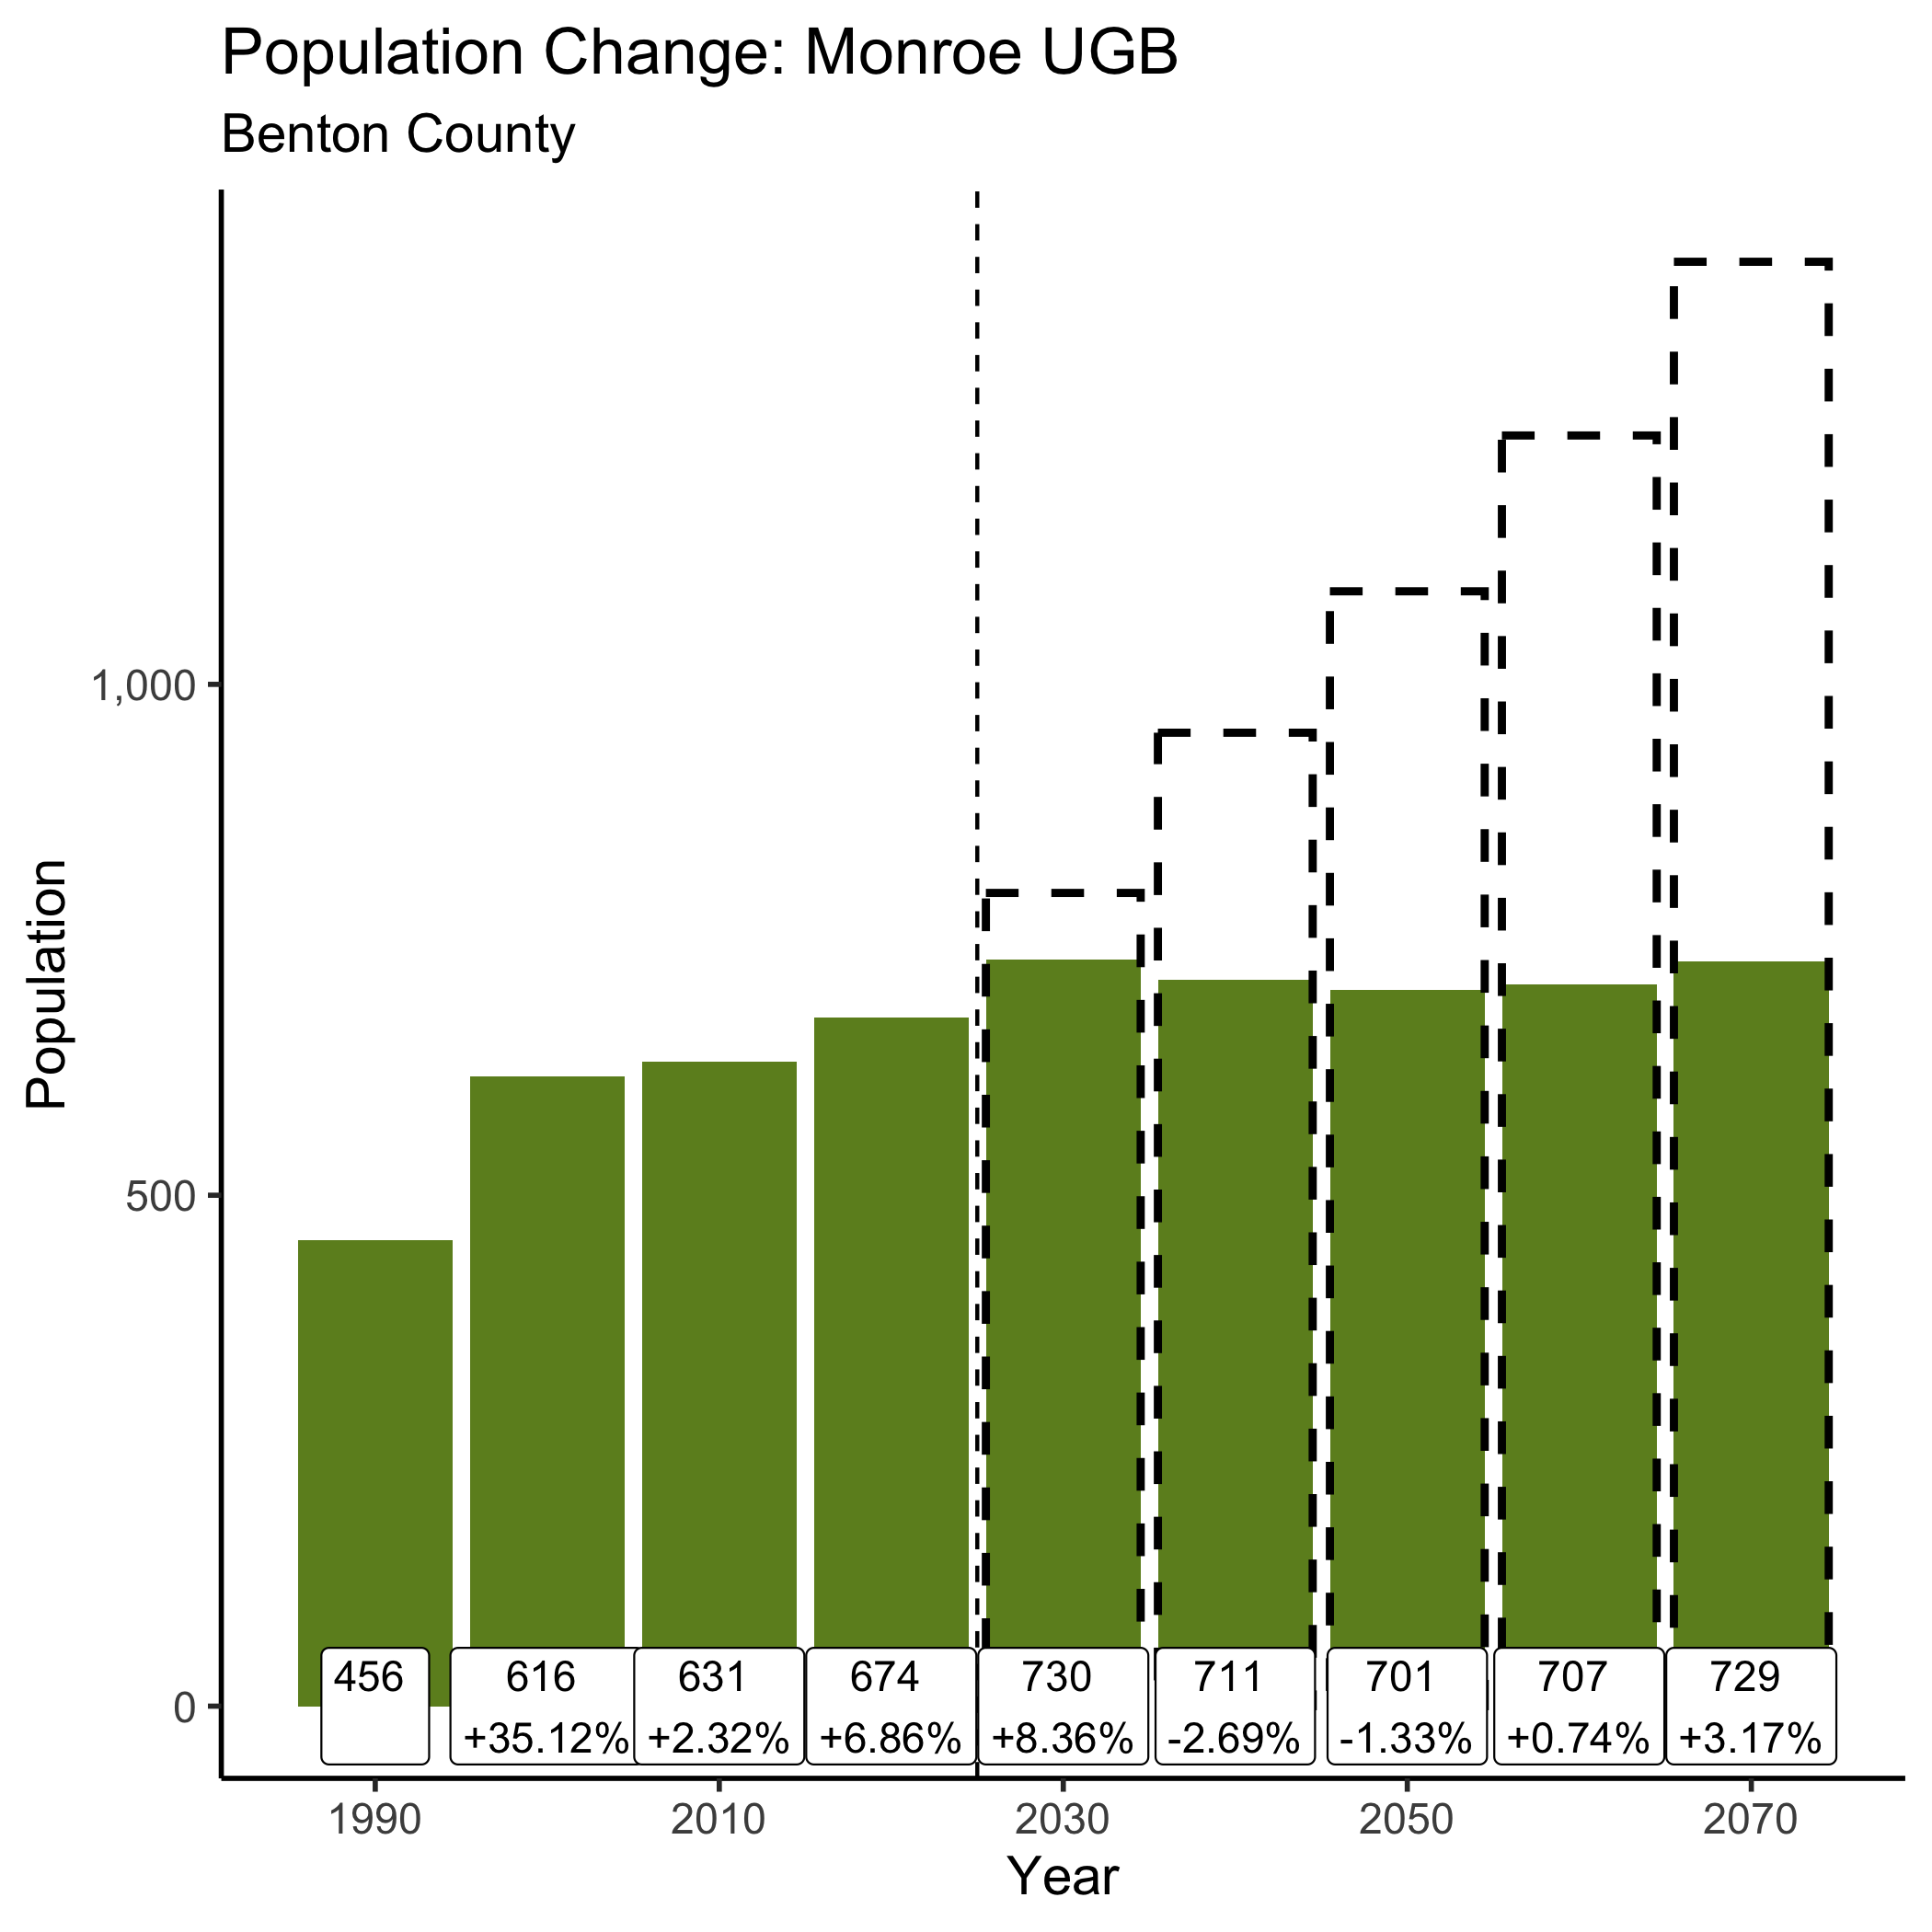 Population Change: Monroe UGB
Benton County
Population
1,000
500
0
456 616 631 674 730 711 701 707 729
+35.12% +2.32% +6.86% +8.36% -2.69% -1.33% +0.74% +3.17%
1990 2010 2030 2050 2070
Year